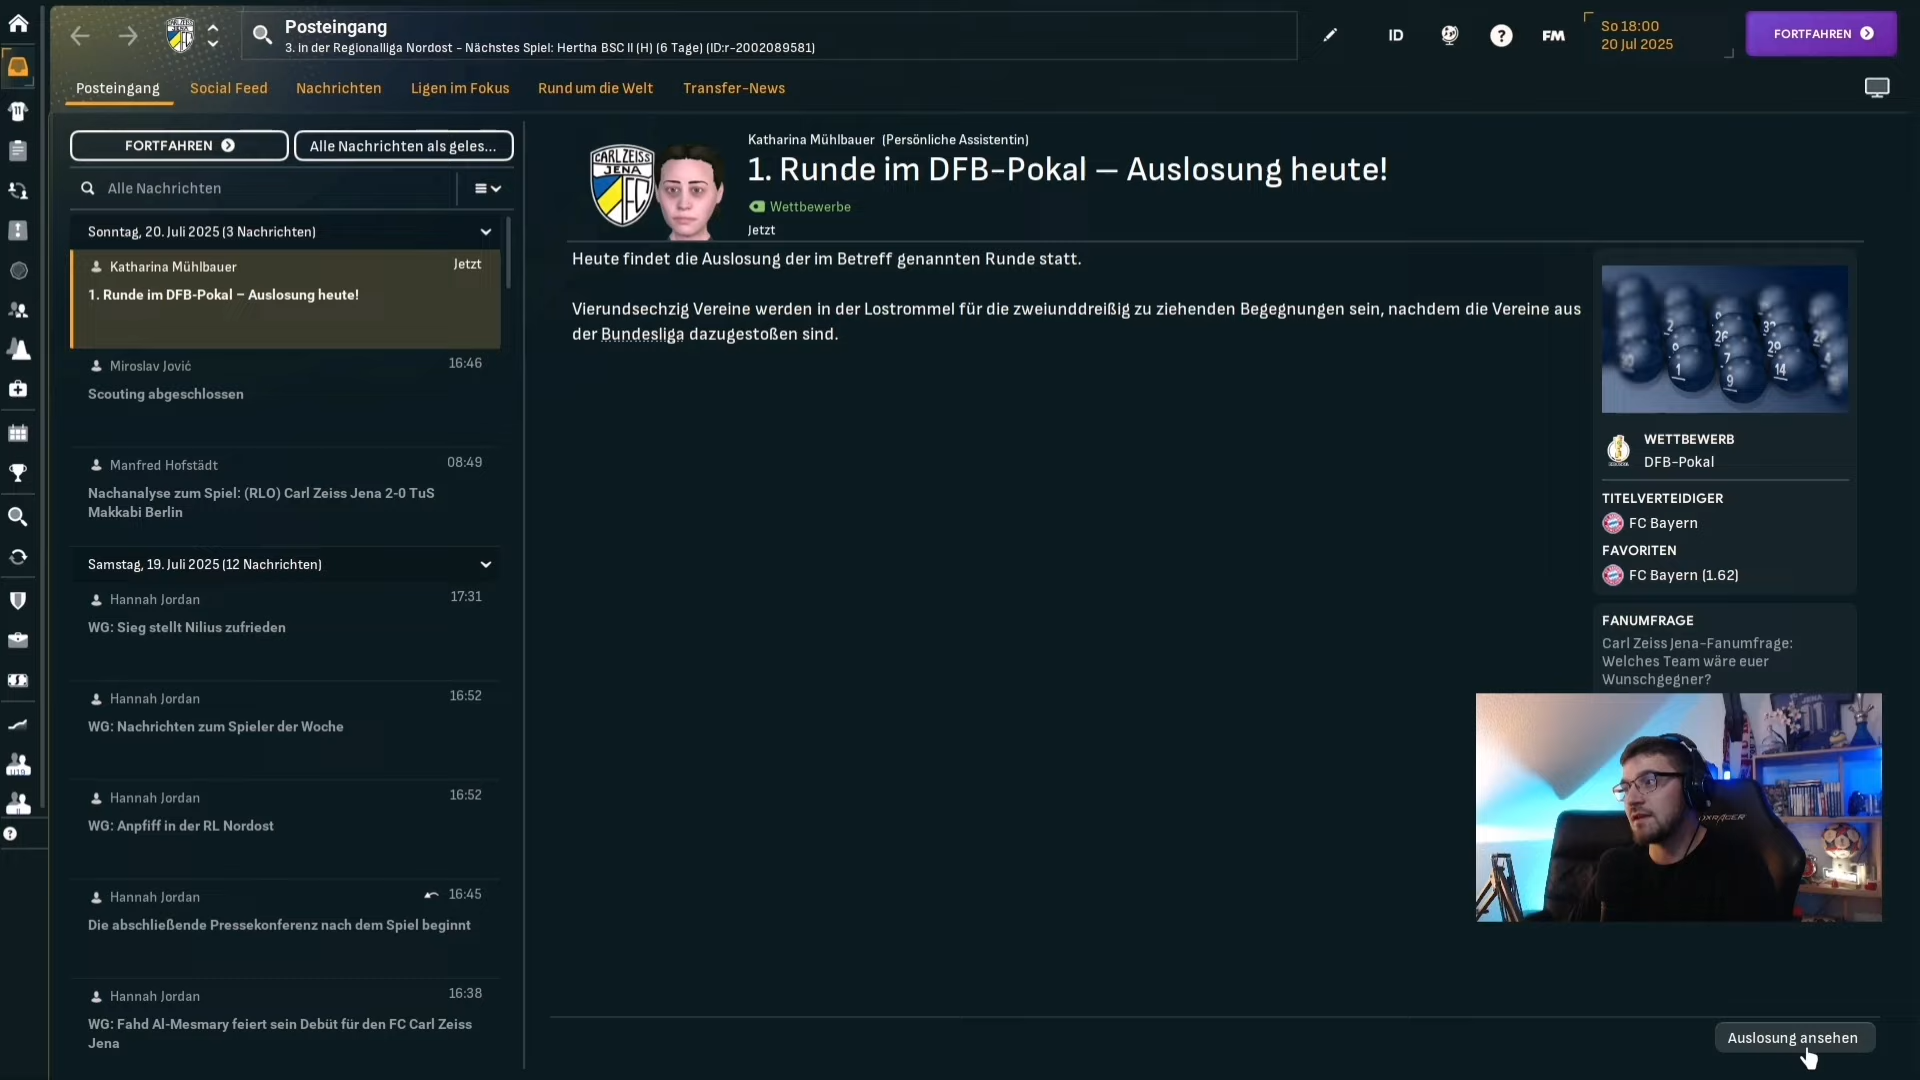 Posteingang
3. in der Regionalliga Nordost - Nächstes Spiel: Hertha BSC II (H) (6 Tage) (ID:r-2002089581)
ID
FM
So 18:00
20 Jul 2025
FORTFAHREN
Posteingang
Social Feed
Nachrichten
Ligen im Fokus
Rund um die Welt
Transfer-News
FORTFAHREN
Alle Nachrichten als geles...
Alle Nachrichten
Sonntag, 20. Juli 2025 (3 Nachrichten)
Katharina Mühlbauer
Jetzt
1. Runde im DFB-Pokal – Auslosung heute!
Miroslav Jović
16:46
Scouting abgeschlossen
Manfred Hofstädt
08:49
Nachanalyse zum Spiel: (RLO) Carl Zeiss Jena 2-0 TuS
Makkabi Berlin
Samstag, 19. Juli 2025 (12 Nachrichten)
Hannah Jordan
17:31
WG: Sieg stellt Nilius zufrieden
Hannah Jordan
16:52
WG: Nachrichten zum Spieler der Woche
Hannah Jordan
16:52
WG: Anpfiff in der RL Nordost
Hannah Jordan
16:45
Die abschließende Pressekonferenz nach dem Spiel beginnt
Hannah Jordan
16:38
WG: Fahd Al-Mesmary feiert sein Debüt für den FC Carl Zeiss
Jena
CARL ZEISS
JENA
FC
Katharina Mühlbauer (Persönliche Assistentin)
1. Runde im DFB-Pokal – Auslosung heute!
Wettbewerbe
Jetzt
Heute findet die Auslosung der im Betreff genannten Runde statt.
Vierundsechzig Vereine werden in der Lostrommel für die zweiunddreißig zu ziehenden Begegnungen sein, nachdem die Vereine aus
der Bundesliga dazugestoßen sind.
WETTBEWERB
DFB-Pokal
TITELVERTEIDIGER
FC Bayern
FAVORITEN
FC Bayern (1.62)
FANUMFRAGE
Carl Zeiss Jena-Fanumfrage:
Welches Team wäre euer
Wunschgegner?
Auslosung ansehen